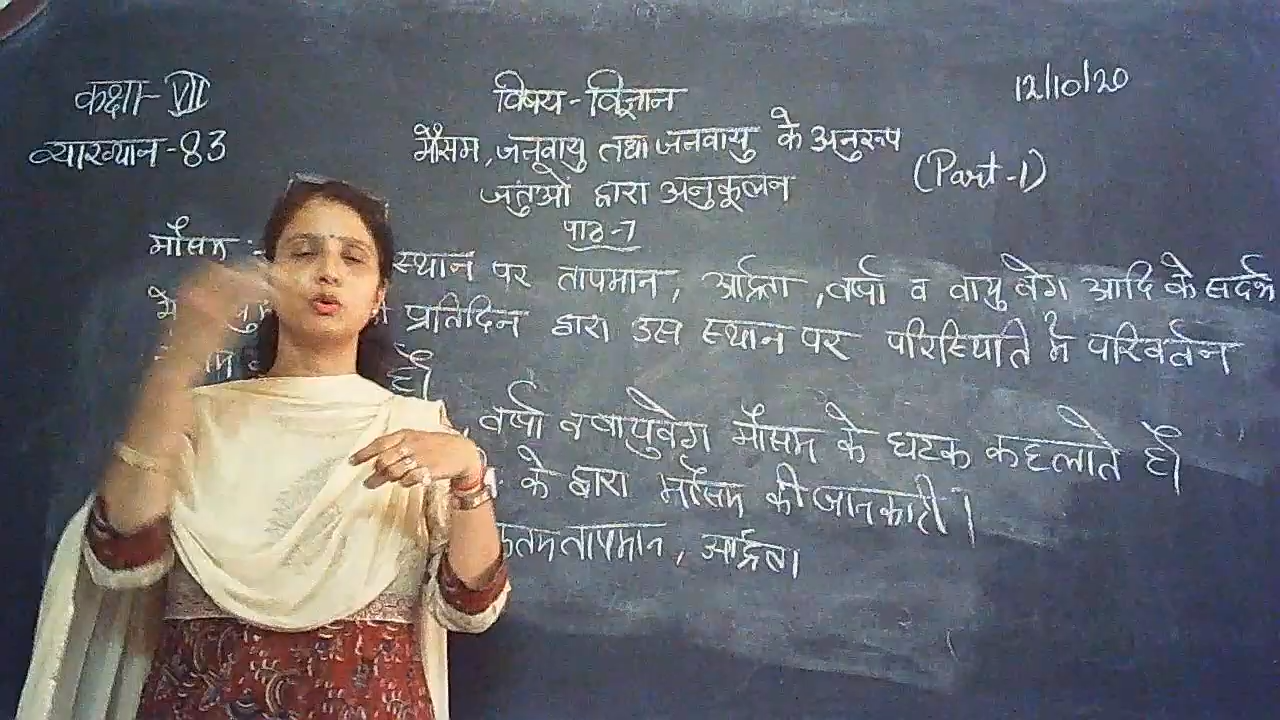 कक्षा-VII
विषय-विज्ञान
12/10/20
व्याख्यान-83
मौसम, जलवायु तथा जलवायु के अनुरूप
(Part-1)
जंतुओं द्वारा अनुकूलन
पाठ-7
मौसम :- स्थान पर तापमान, आर्द्रता, वर्षा व वायु वेग आदि के संदर्भ
में प्रतिदिन द्वारा उस स्थान पर परिस्थिति में परिवर्तन
है।
, वर्षा व वायुवेग मौसम के घटक कहलाते हैं।
के द्वारा मौसम की जानकारी।
तापमान, आर्द्रता